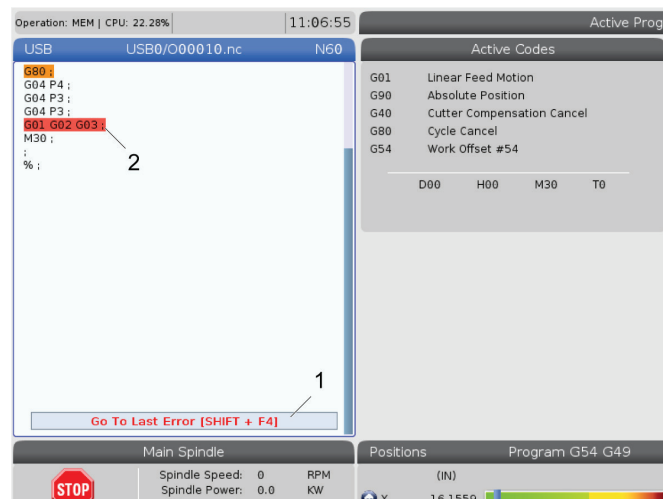 Operation: MEM | CPU: 22.28%
11:06:55
Active Prog
USB USB0/O00010.nc N60
G80 ;
G04 P4 ;
G04 P3 ;
G04 P3 ;
G01 G02 G03 ;
M30 ;
;
% ;
2
1
Go To Last Error [SHIFT + F4]
Active Codes
G01 Linear Feed Motion
G90 Absolute Position
G40 Cutter Compensation Cancel
G80 Cycle Cancel
G54 Work Offset #54
D00 H00 M30 T0
Main Spindle
STOP
Spindle Speed: 0 RPM
Spindle Power: 0.0 KW
Positions Program G54 G49
(IN)
X 16.1550